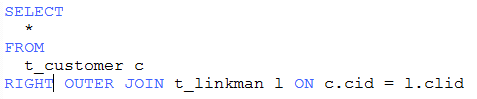 SELECT
*
FROM
t_customer c
RIGHT OUTER JOIN t_linkman l ON c.cid = l.clid